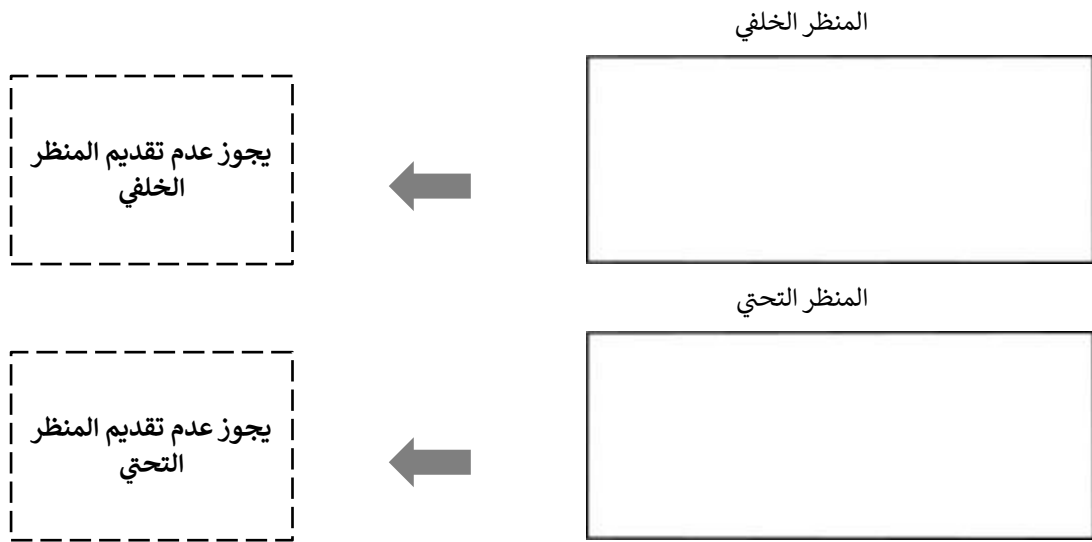 المنظر الخلفي
يجوز عدم تقديم المنظر
الخلفي
المنظر التحتي
يجوز عدم تقديم المنظر
التحتي